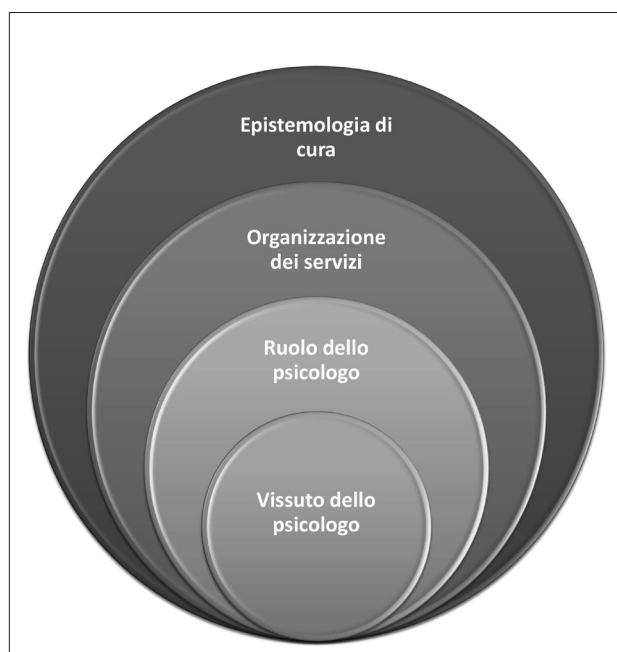 Epistemologia di
cura
Organizzazione
dei servizi
Ruolo dello
psicologo
Vissuto dello
psicologo